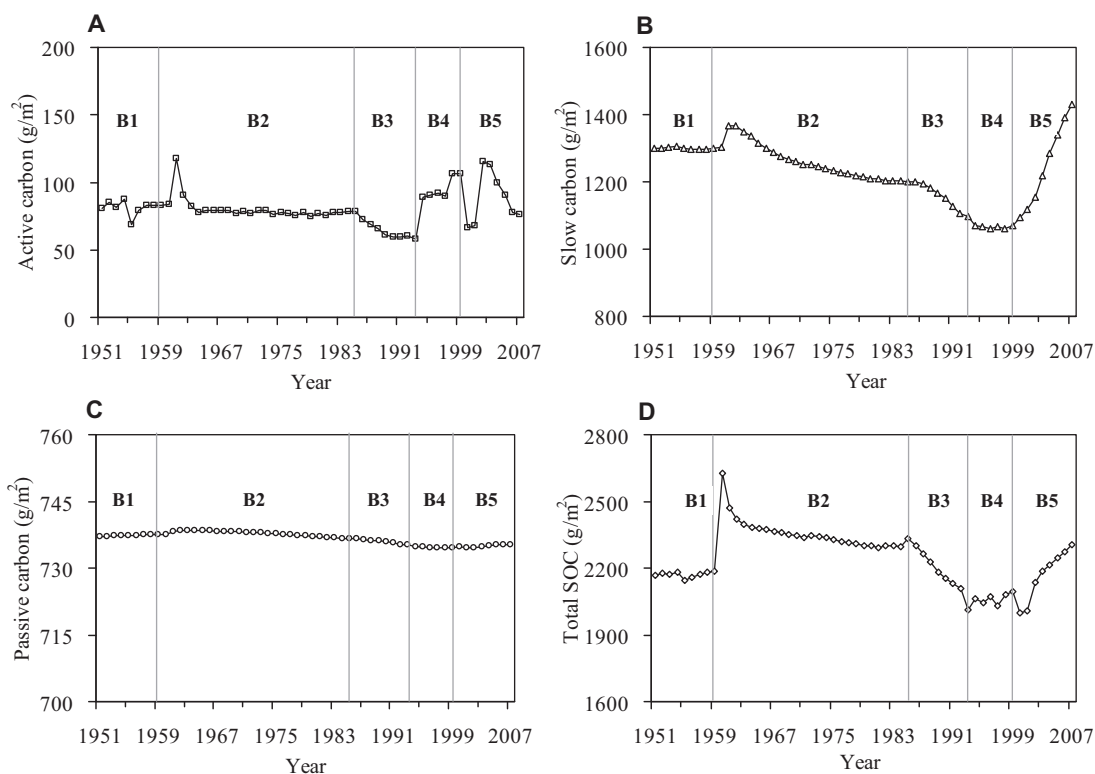 A
200
150
100
50
0
Active carbon (g/m²)
B1
B2
B3
B4
B5
1951 1959 1967 1975 1983 1991 1999 2007
Year
B
1600
1400
1200
1000
800
Slow carbon (g/m²)
B1
B2
B3
B4
B5
1951 1959 1967 1975 1983 1991 1999 2007
Year
C
760
745
730
715
700
Passive carbon (g/m²)
B1
B2
B3
B4
B5
1951 1959 1967 1975 1983 1991 1999 2007
Year
D
2800
2500
2200
1900
1600
Total SOC (g/m²)
B1
B2
B3
B4
B5
1951 1959 1967 1975 1983 1991 1999 2007
Year